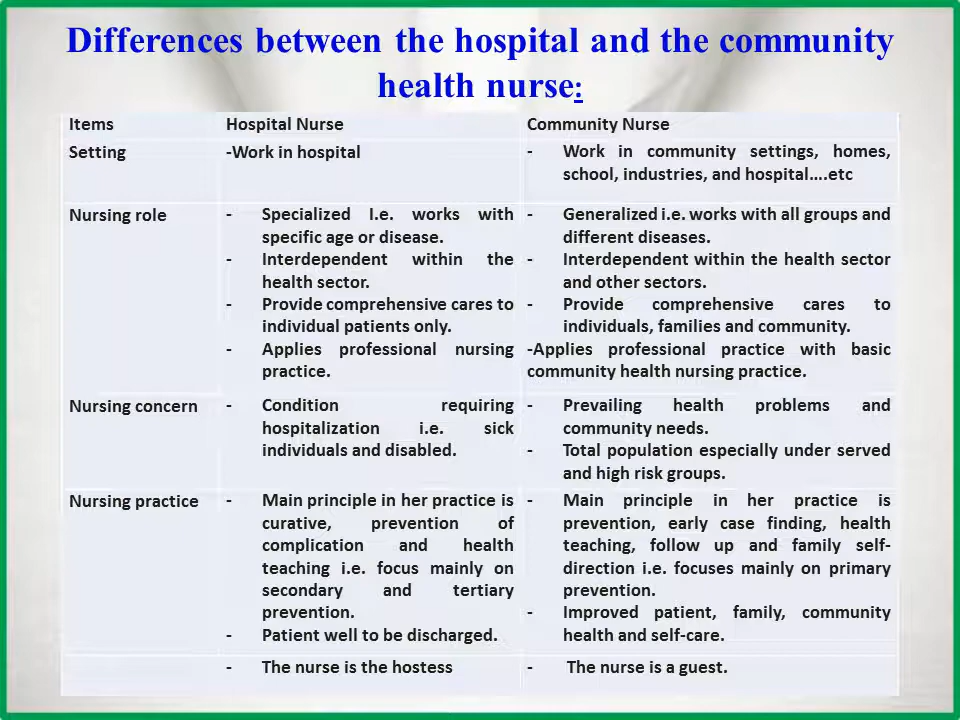 Differences between the hospital and the community
health nurse:
Items Hospital Nurse Community Nurse
Setting
-Work in hospital
- Work in community settings, homes,
school, industries, and hospital....etc
Nursing role
- Specialized I.e. works with
specific age or disease.
- Interdependent within the
health sector.
- Provide comprehensive cares to
individual patients only.
- Applies professional nursing
practice.
- Generalized i.e. works with all groups and
different diseases.
- Interdependent within the health sector
and other sectors.
- Provide comprehensive cares to
individuals, families and community.
-Applies professional practice with basic
community health nursing practice.
Nursing concern
- Condition requiring
hospitalization i.e. sick
individuals and disabled.
- Prevailing health problems and
community needs.
- Total population especially under served
and high risk groups.
Nursing practice
- Main principle in her practice is
curative, prevention of
complication and health
teaching i.e. focus mainly on
secondary and tertiary
prevention.
- Patient well to be discharged.
- Main principle in her practice is
prevention, early case finding, health
teaching, follow up and family self-
direction i.e. focuses mainly on primary
prevention.
- Improved patient, family, community
health and self-care.
- The nurse is the hostess
- The nurse is a guest.